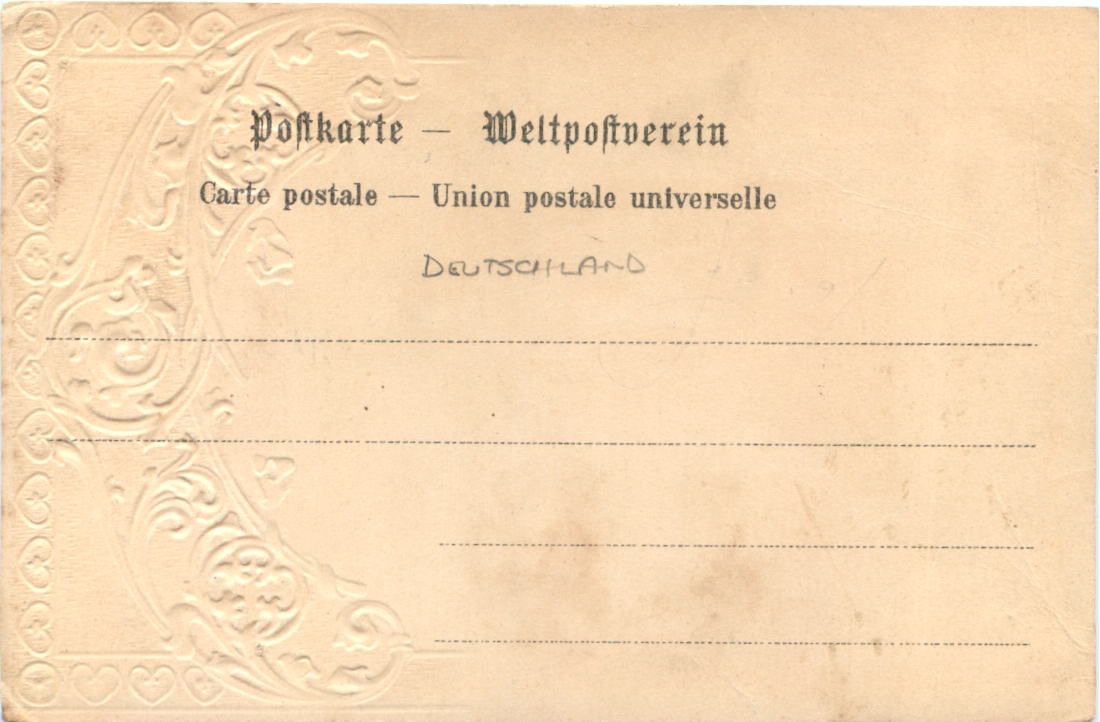 Postkarte — Weltpostverein
Carte postale — Union postale universelle
DEUTSCHLAND